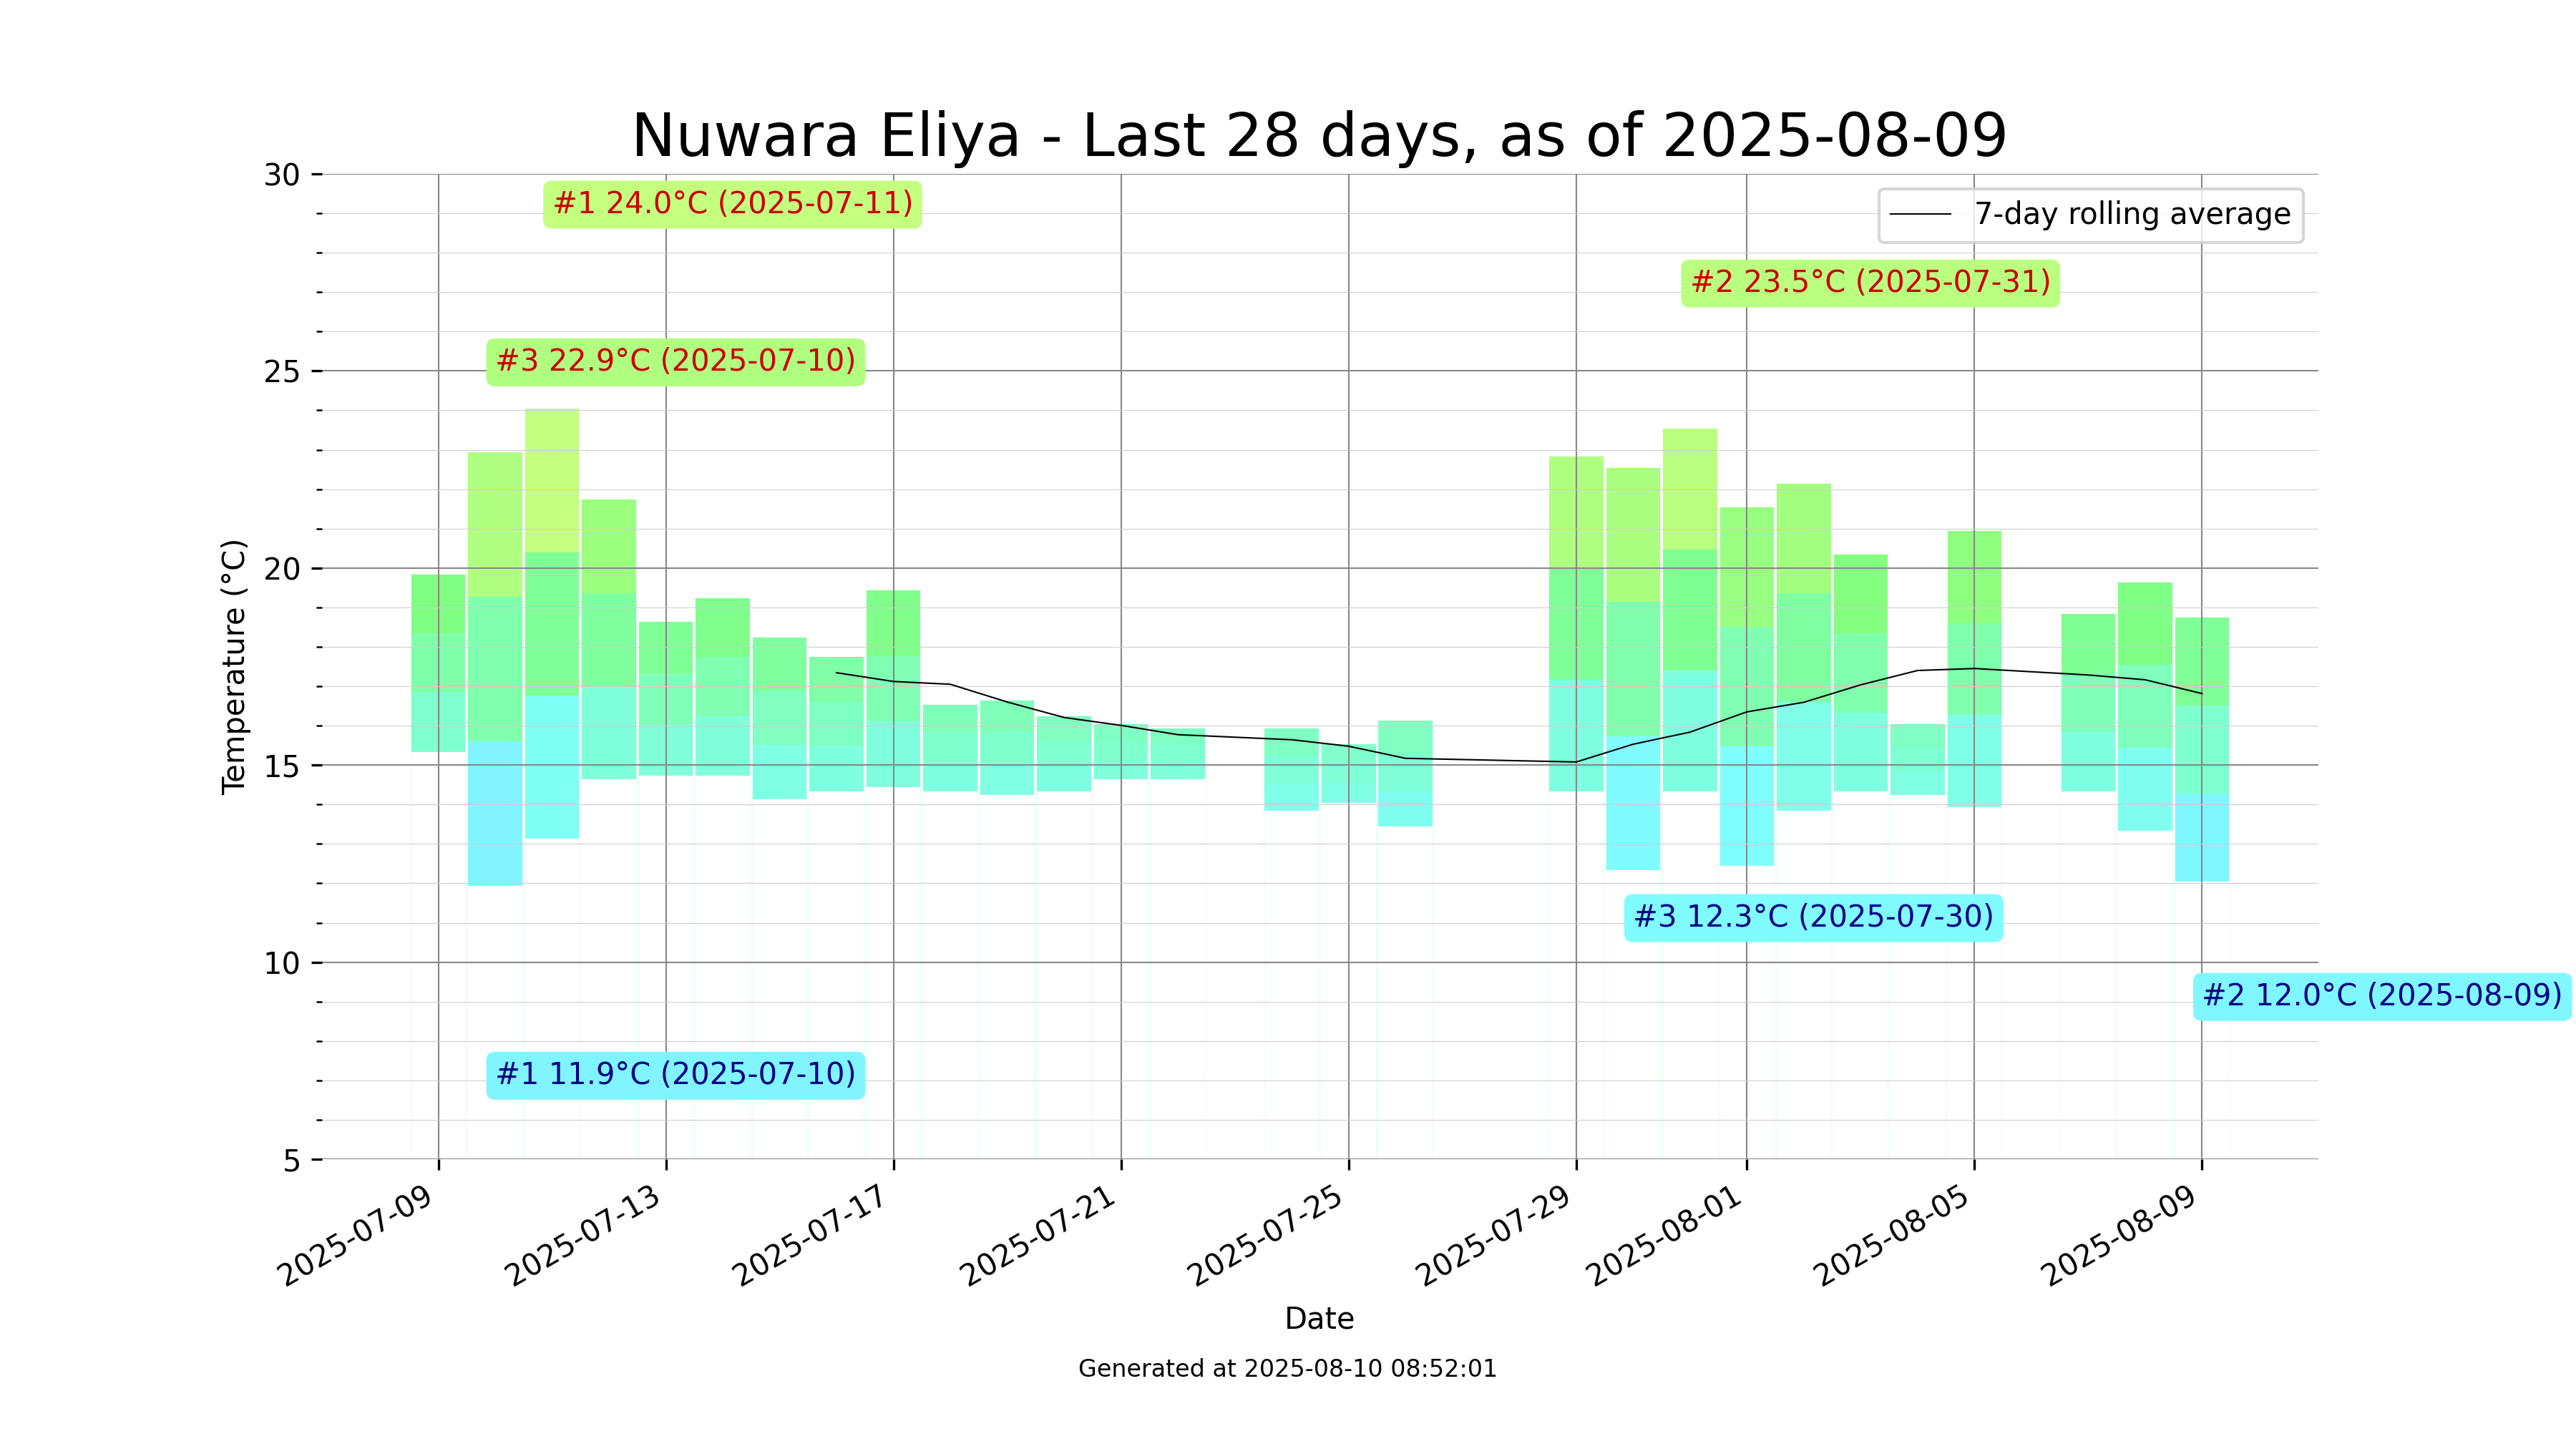 Nuwara Eliya - Last 28 days, as of 2025-08-09
30
#1 24.0°C (2025-07-11)
7-day rolling average
#2 23.5°C (2025-07-31)
#3 22.9°C (2025-07-10)
25
20
Temperature (°C)
15
#3 12.3°C (2025-07-30)
10
#2 12.0°C (2025-08-09)
#1 11.9°C (2025-07-10)
5
2025-07-09
2025-07-13
2025-07-17
2025-07-21
2025-07-25
2025-07-29
2025-08-01
2025-08-05
2025-08-09
Date
Generated at 2025-08-10 08:52:01